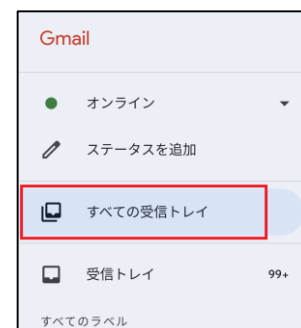 Gmail
オンライン
ステータスを追加
すべての受信トレイ
受信トレイ 99+
すべてのラベル